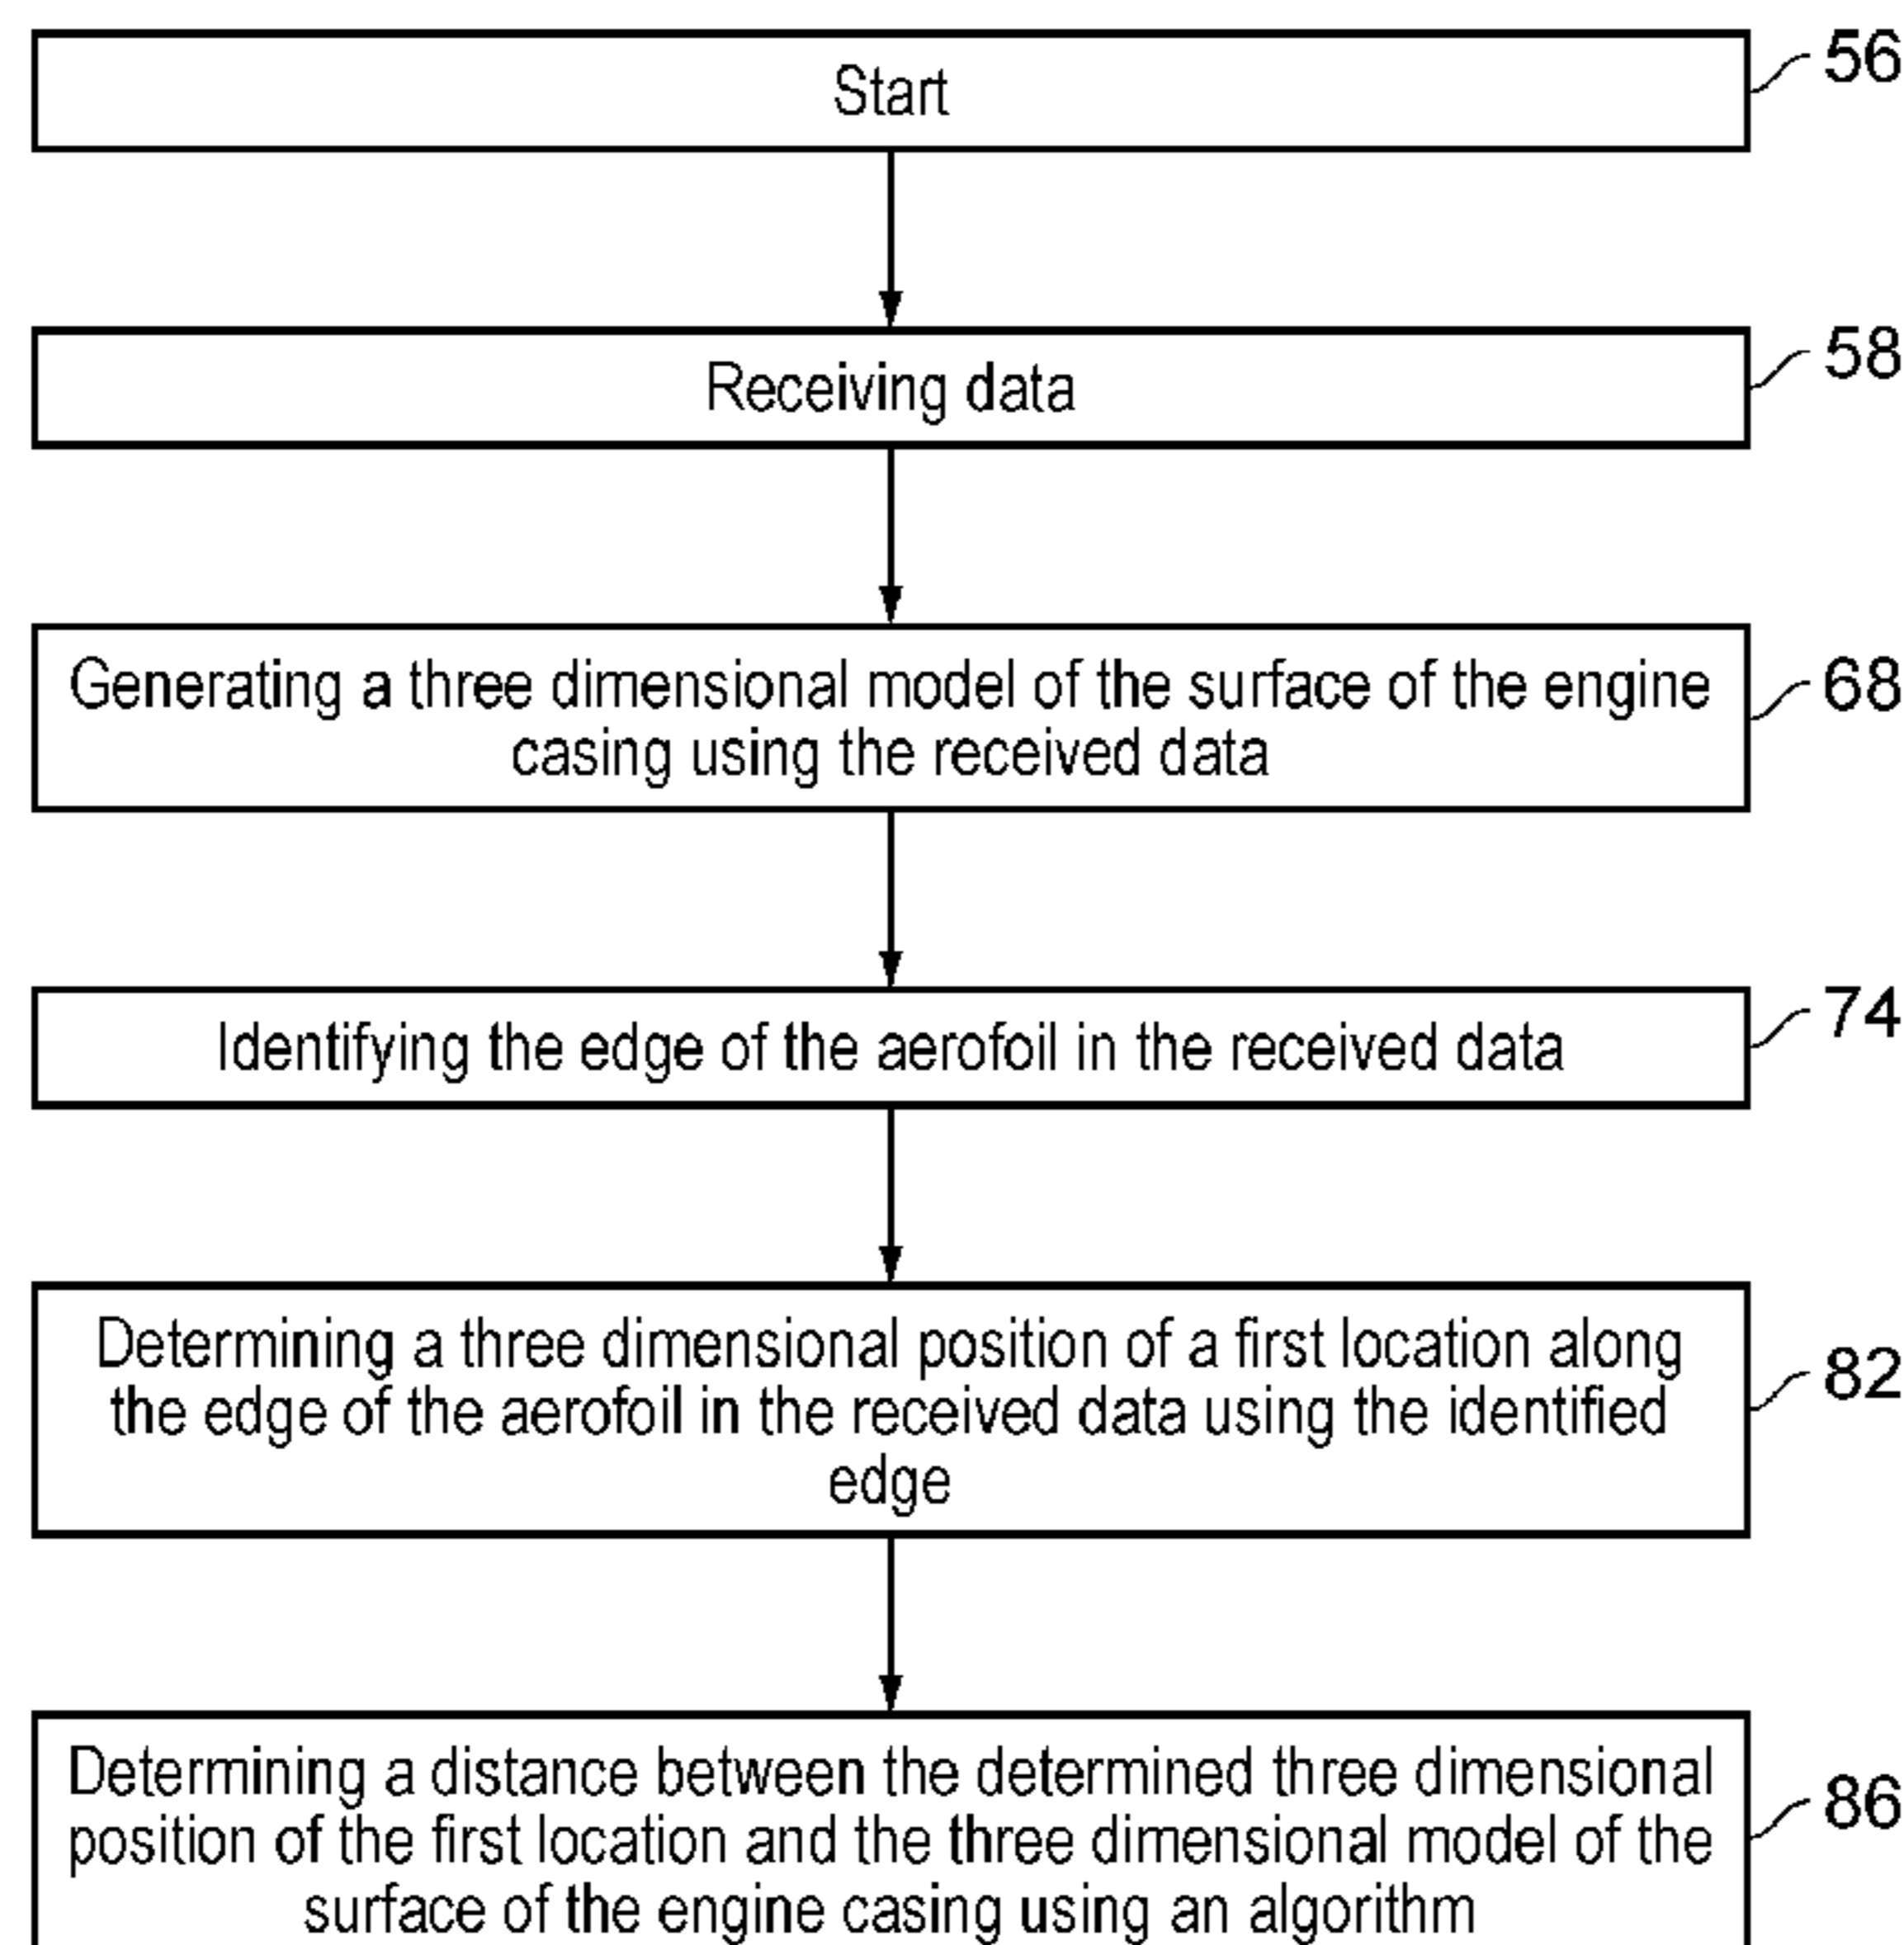 Start
56
Receiving data
58
Generating a three dimensional model of the surface of the engine
casing using the received data
68
Identifying the edge of the aerofoil in the received data
74
Determining a three dimensional position of a first location along
the edge of the aerofoil in the received data using the identified
edge
82
Determining a distance between the determined three dimensional
position of the first location and the three dimensional model of the
surface of the engine casing using an algorithm
86